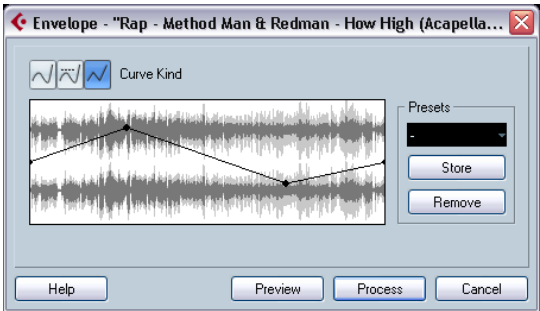 Envelope - "Rap - Method Man & Redman - How High (Acapella...
Curve Kind
Presets
-
Store
Remove
Help
Preview
Process
Cancel